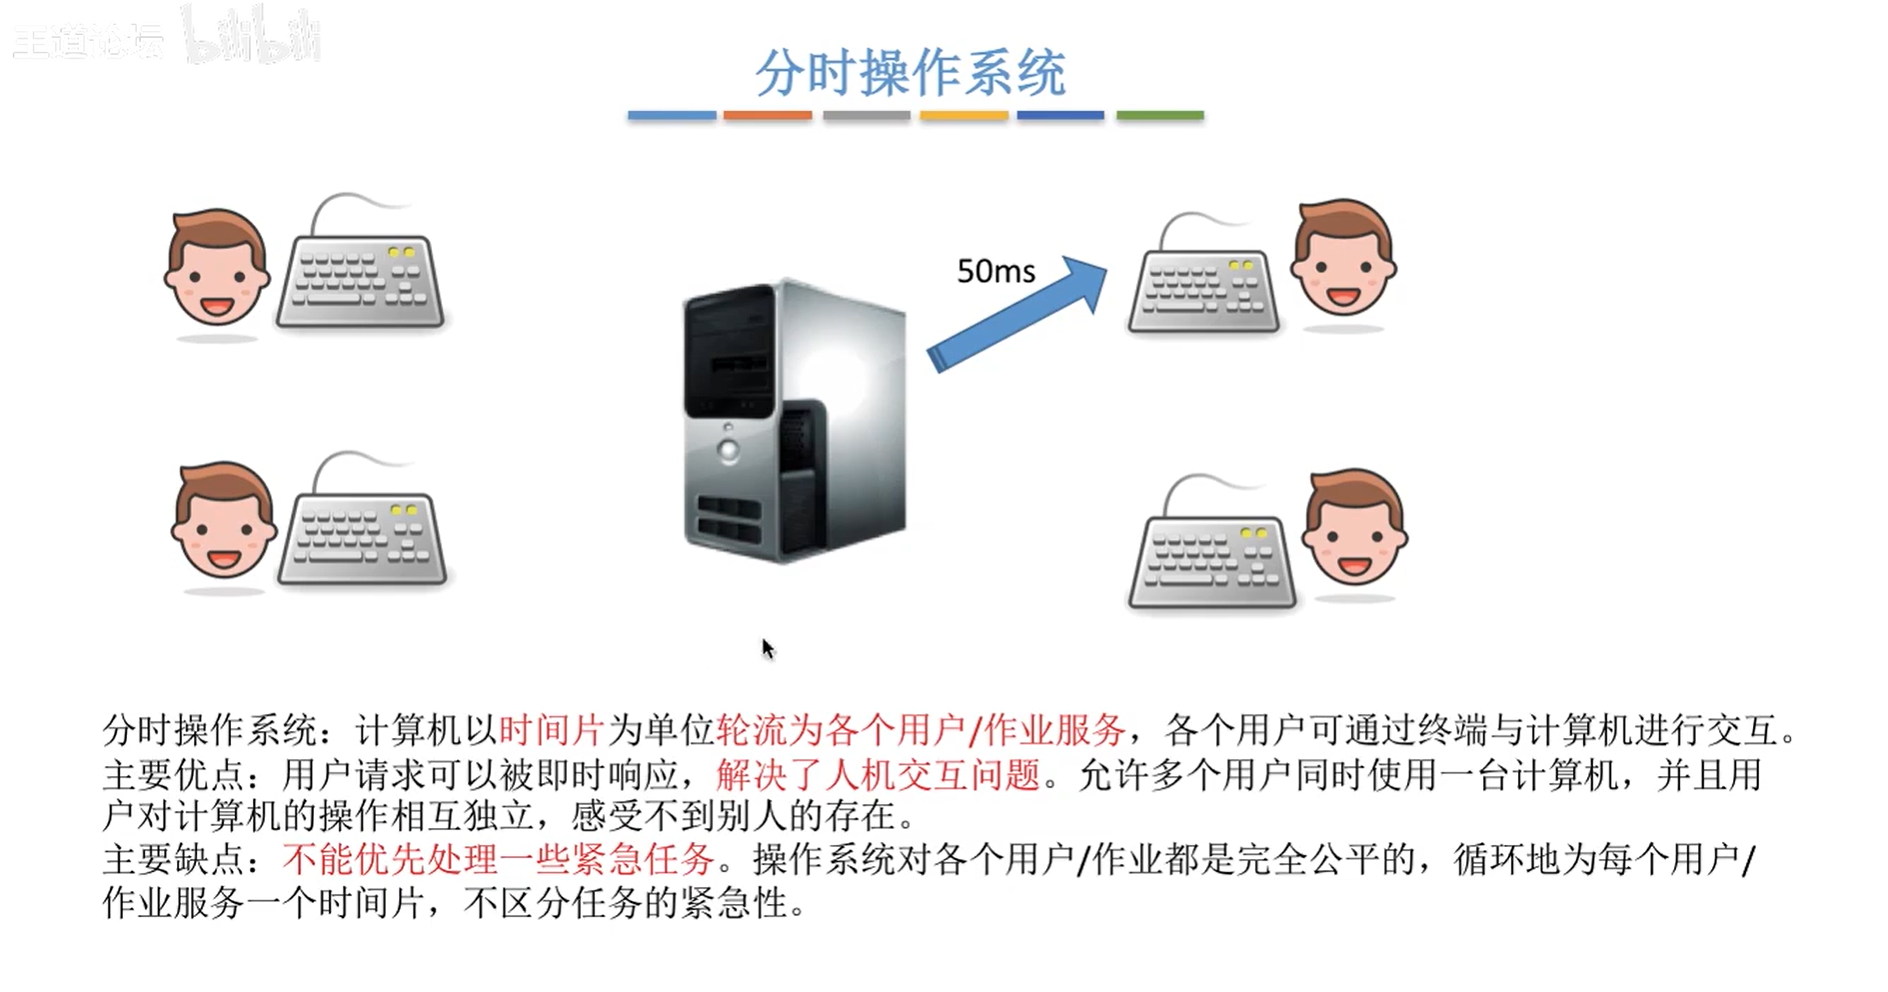 王道论坛 bilibili
分时操作系统
50ms
分时操作系统：计算机以时间片为单位轮流为各个用户/作业服务，各个用户可通过终端与计算机进行交互。
主要优点：用户请求可以被即时响应，解决了人机交互问题。允许多个用户同时使用一台计算机，并且用
户对计算机的操作相互独立，感受不到别人的存在。
主要缺点：不能优先处理一些紧急任务。操作系统对各个用户/作业都是完全公平的，循环地为每个用户/
作业服务一个时间片，不区分任务的紧急性。